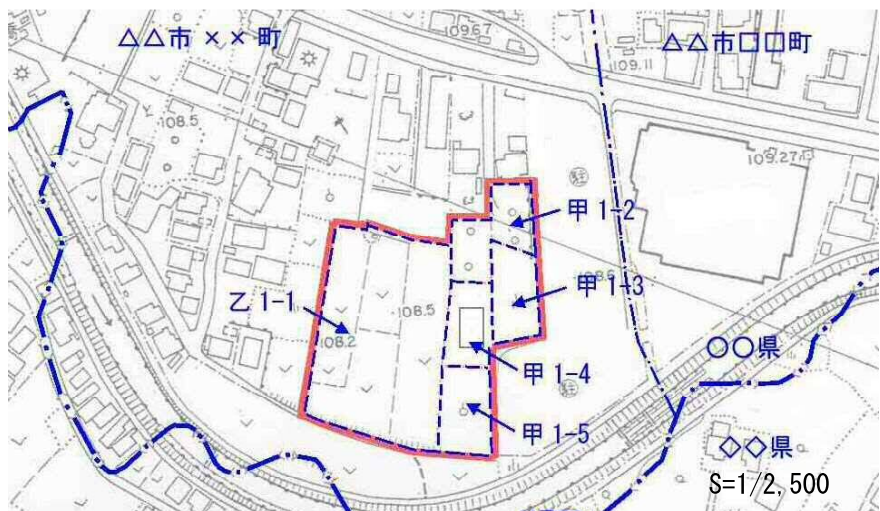 △△市××町
109.67
△△市□□町
109.11
108.5
109.27
駐
甲 1-2
108.6
甲 1-3
乙 1-1
108.5
108.2
○○県
甲 1-4
駐
甲 1-5
◇◇県
S=1/2,500